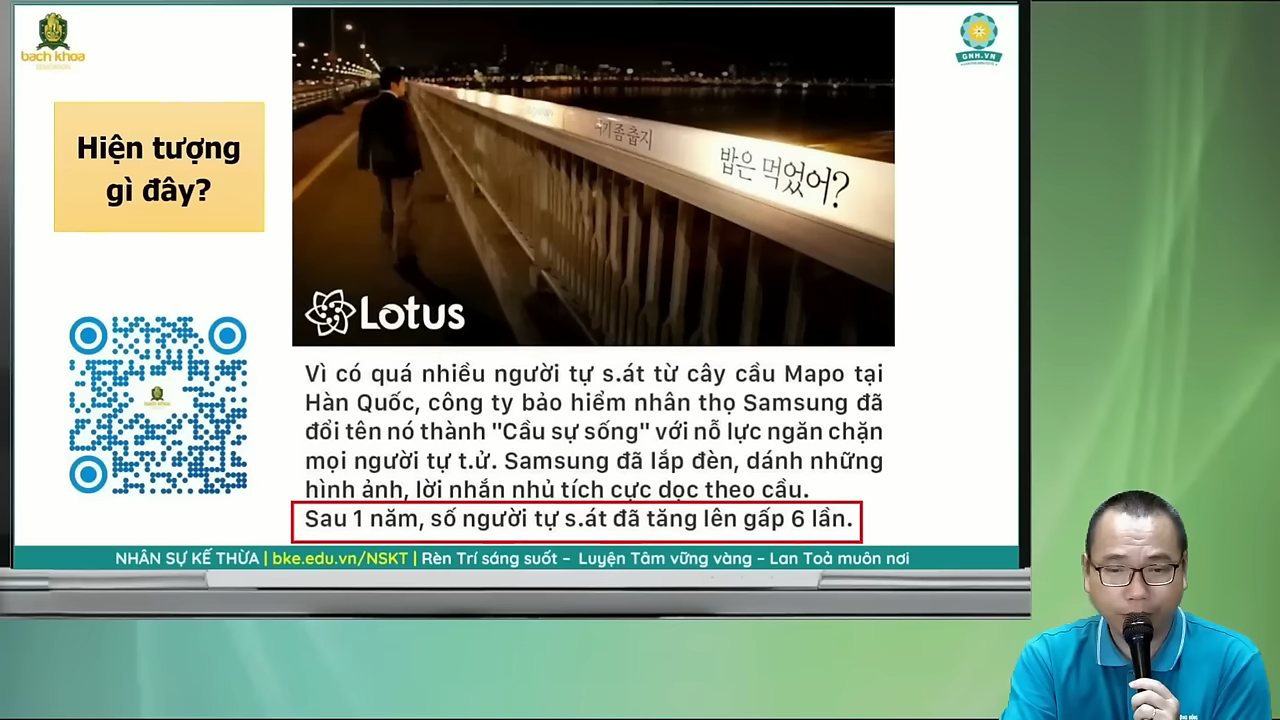 bach khoa
GNH.VN
Hiện tượng
gì đây?
밥은 먹었어?
Lotus
Vì có quá nhiều người tự s.át từ cây cầu Mapo tại
Hàn Quốc, công ty bảo hiểm nhân thọ Samsung đã
đổi tên nó thành "Cầu sự sống" với nỗ lực ngăn chặn
mọi người tự t.ử. Samsung đã lắp đèn, dánh những
hình ảnh, lời nhắn nhủ tích cực dọc theo cầu.
Sau 1 năm, số người tự s.át đã tăng lên gấp 6 lần.
NHÂN SỰ KẾ THỪA | bke.edu.vn/NSKT | Rèn Trí sáng suốt – Luyện Tâm vững vàng – Lan Toả muôn nơi